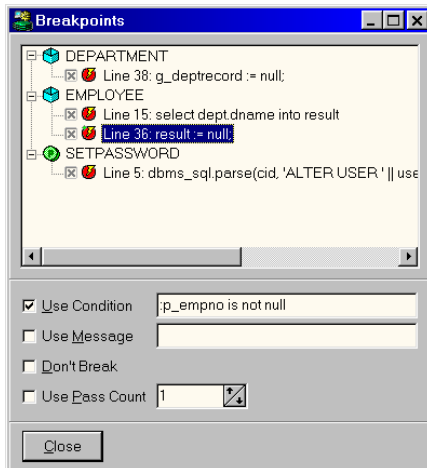 Breakpoints
DEPARTMENT
Line 38: g_deptrecord := null;
EMPLOYEE
Line 15: select dept.dname into result
Line 36: result := null;
SETPASSWORD
Line 5: dbms_sql.parse(cid, 'ALTER USER ' || use
Use Condition :p_empno is not null
Use Message
Don't Break
Use Pass Count 1
Close